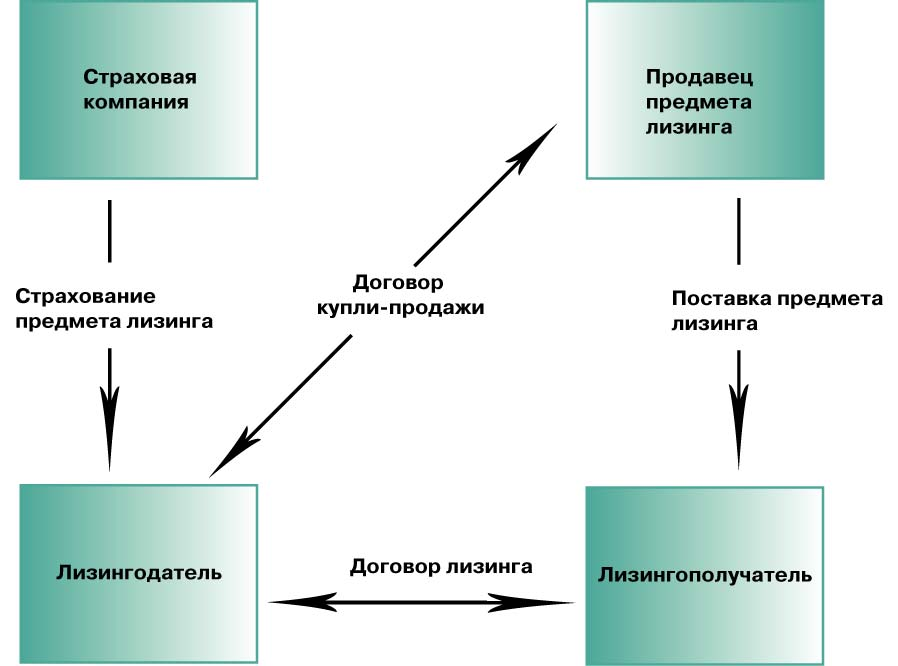 Страховая
компания
Продавец
предмета
лизинга
Страхование
предмета лизинга
Договор
купли-продажи
Поставка предмета
лизинга
Лизингодатель
Договор лизинга
Лизингополучатель